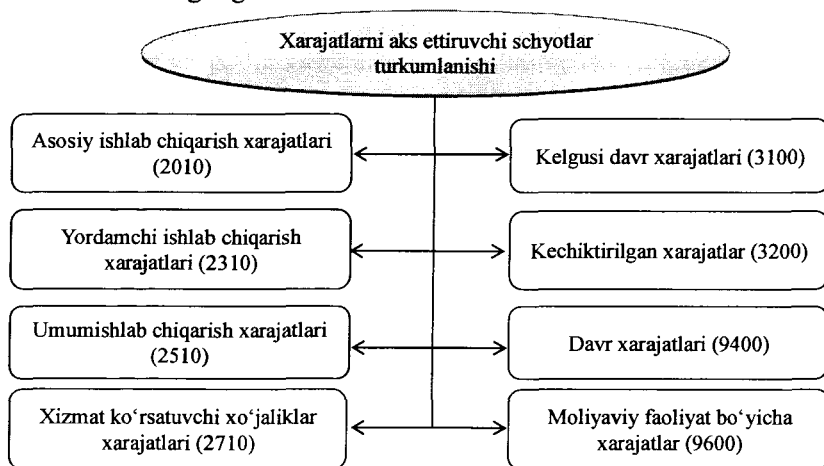 Xarajatlarni aks ettiruvchi schyotlar
turkumlanishi
Asosiy ishlab chiqarish xarajatlari
(2010)
Kelgusi davr xarajatlari (3100)
Yordamchi ishlab chiqarish
xarajatlari (2310)
Kechiktirilgan xarajatlar (3200)
Umumishlab chiqarish xarajatlari
(2510)
Davr xarajatlari (9400)
Xizmat ko‘rsatuvchi xo‘jaliklar
xarajatlari (2710)
Moliyaviy faoliyat bo‘yicha
xarajatlar (9600)